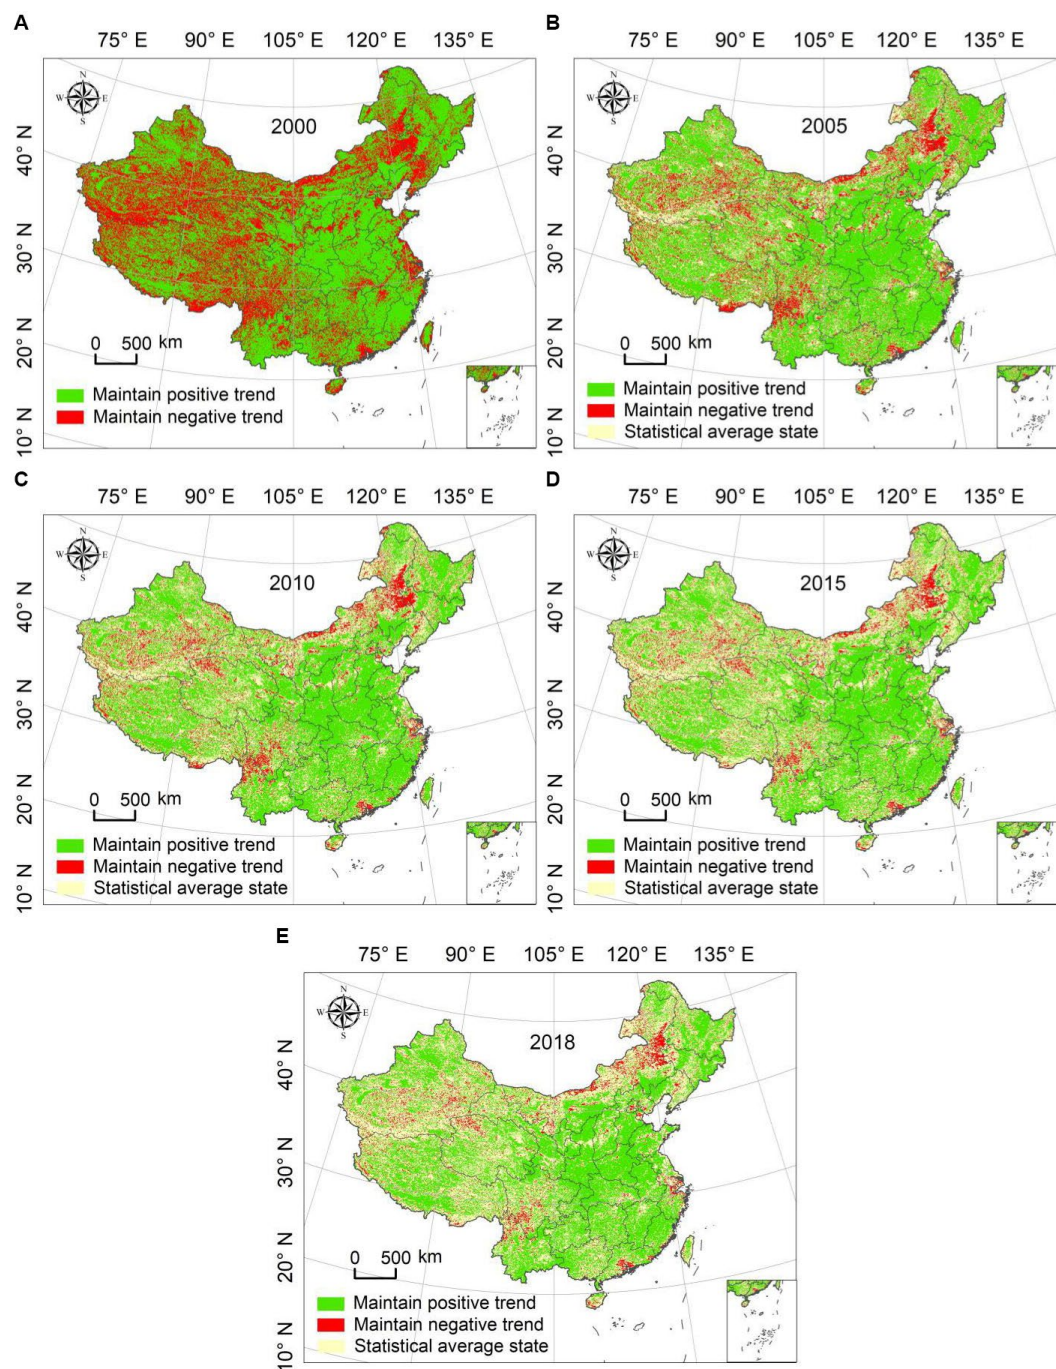 A
75° E 90° E 105° E 120° E 135° E
N
W E
S
2000
40° N
30° N
20° N
10° N
0 500 km
Maintain positive trend
Maintain negative trend
B
75° E 90° E 105° E 120° E 135° E
N
W E
S
2005
40° N
30° N
20° N
10° N
0 500 km
Maintain positive trend
Maintain negative trend
Statistical average state
C
75° E 90° E 105° E 120° E 135° E
N
W E
S
2010
40° N
30° N
20° N
10° N
0 500 km
Maintain positive trend
Maintain negative trend
Statistical average state
D
75° E 90° E 105° E 120° E 135° E
N
W E
S
2015
40° N
30° N
20° N
10° N
0 500 km
Maintain positive trend
Maintain negative trend
Statistical average state
E
75° E 90° E 105° E 120° E 135° E
N
W E
S
2018
40° N
30° N
20° N
10° N
0 500 km
Maintain positive trend
Maintain negative trend
Statistical average state